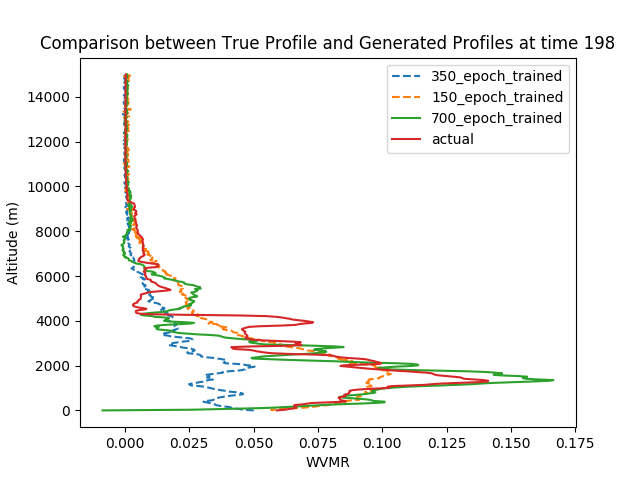 Comparison between True Profile and Generated Profiles at time 198
350_epoch_trained
150_epoch_trained
700_epoch_trained
actual
Altitude (m)
14000
12000
10000
8000
6000
4000
2000
0
0.000 0.025 0.050 0.075 0.100 0.125 0.150 0.175
WVMR